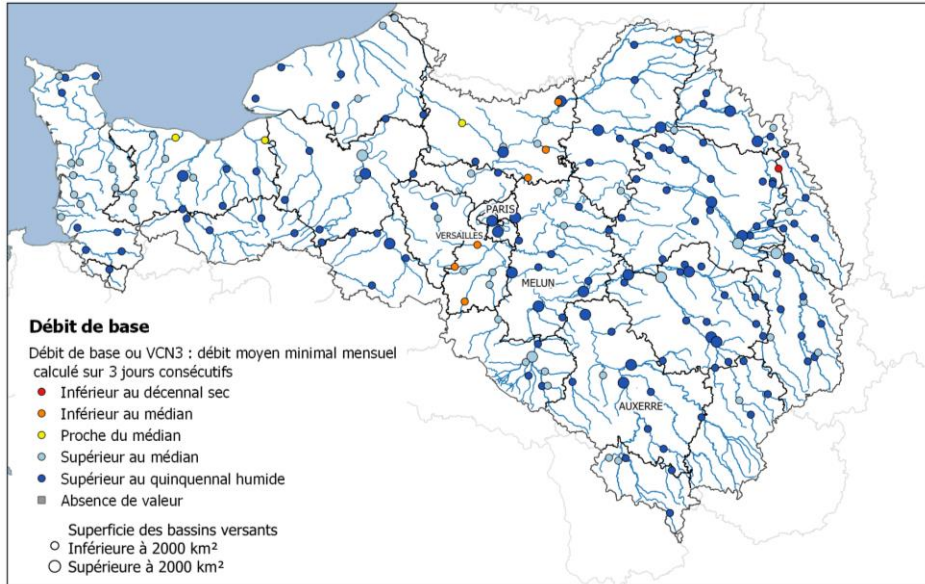 PARIS
VERSAILLES
MELUN
AUXERRE
Débit de base
Débit de base ou VCN3 : débit moyen minimal mensuel
calculé sur 3 jours consécutifs
Inférieur au décennal sec
Inférieur au médian
Proche du médian
Supérieur au médian
Supérieur au quinquennal humide
Absence de valeur
Superficie des bassins versants
Inférieure à 2000 km²
Supérieure à 2000 km²